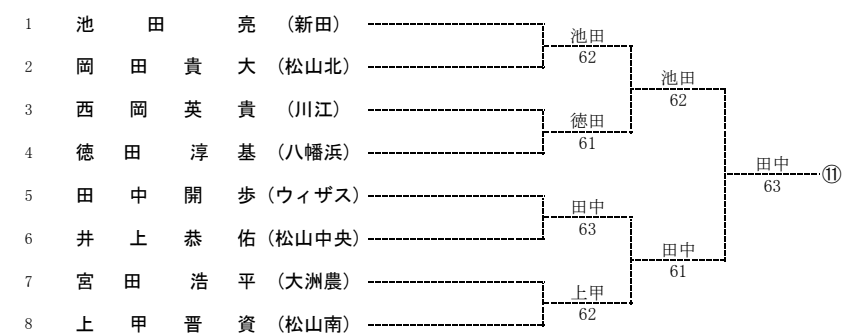 1 池田 亮 (新田)
池田
2 岡田貴大 (松山北)
62
池田
62
3 西岡英貴 (川江)
徳田
4 徳田淳基 (八幡浜)
61
田中 ⑪
63
5 田中開歩 (ウィザス)
田中
6 井上恭佑 (松山中央)
63
田中
61
7 宮田浩平 (大洲農)
上甲
8 上甲晋資 (松山南)
62